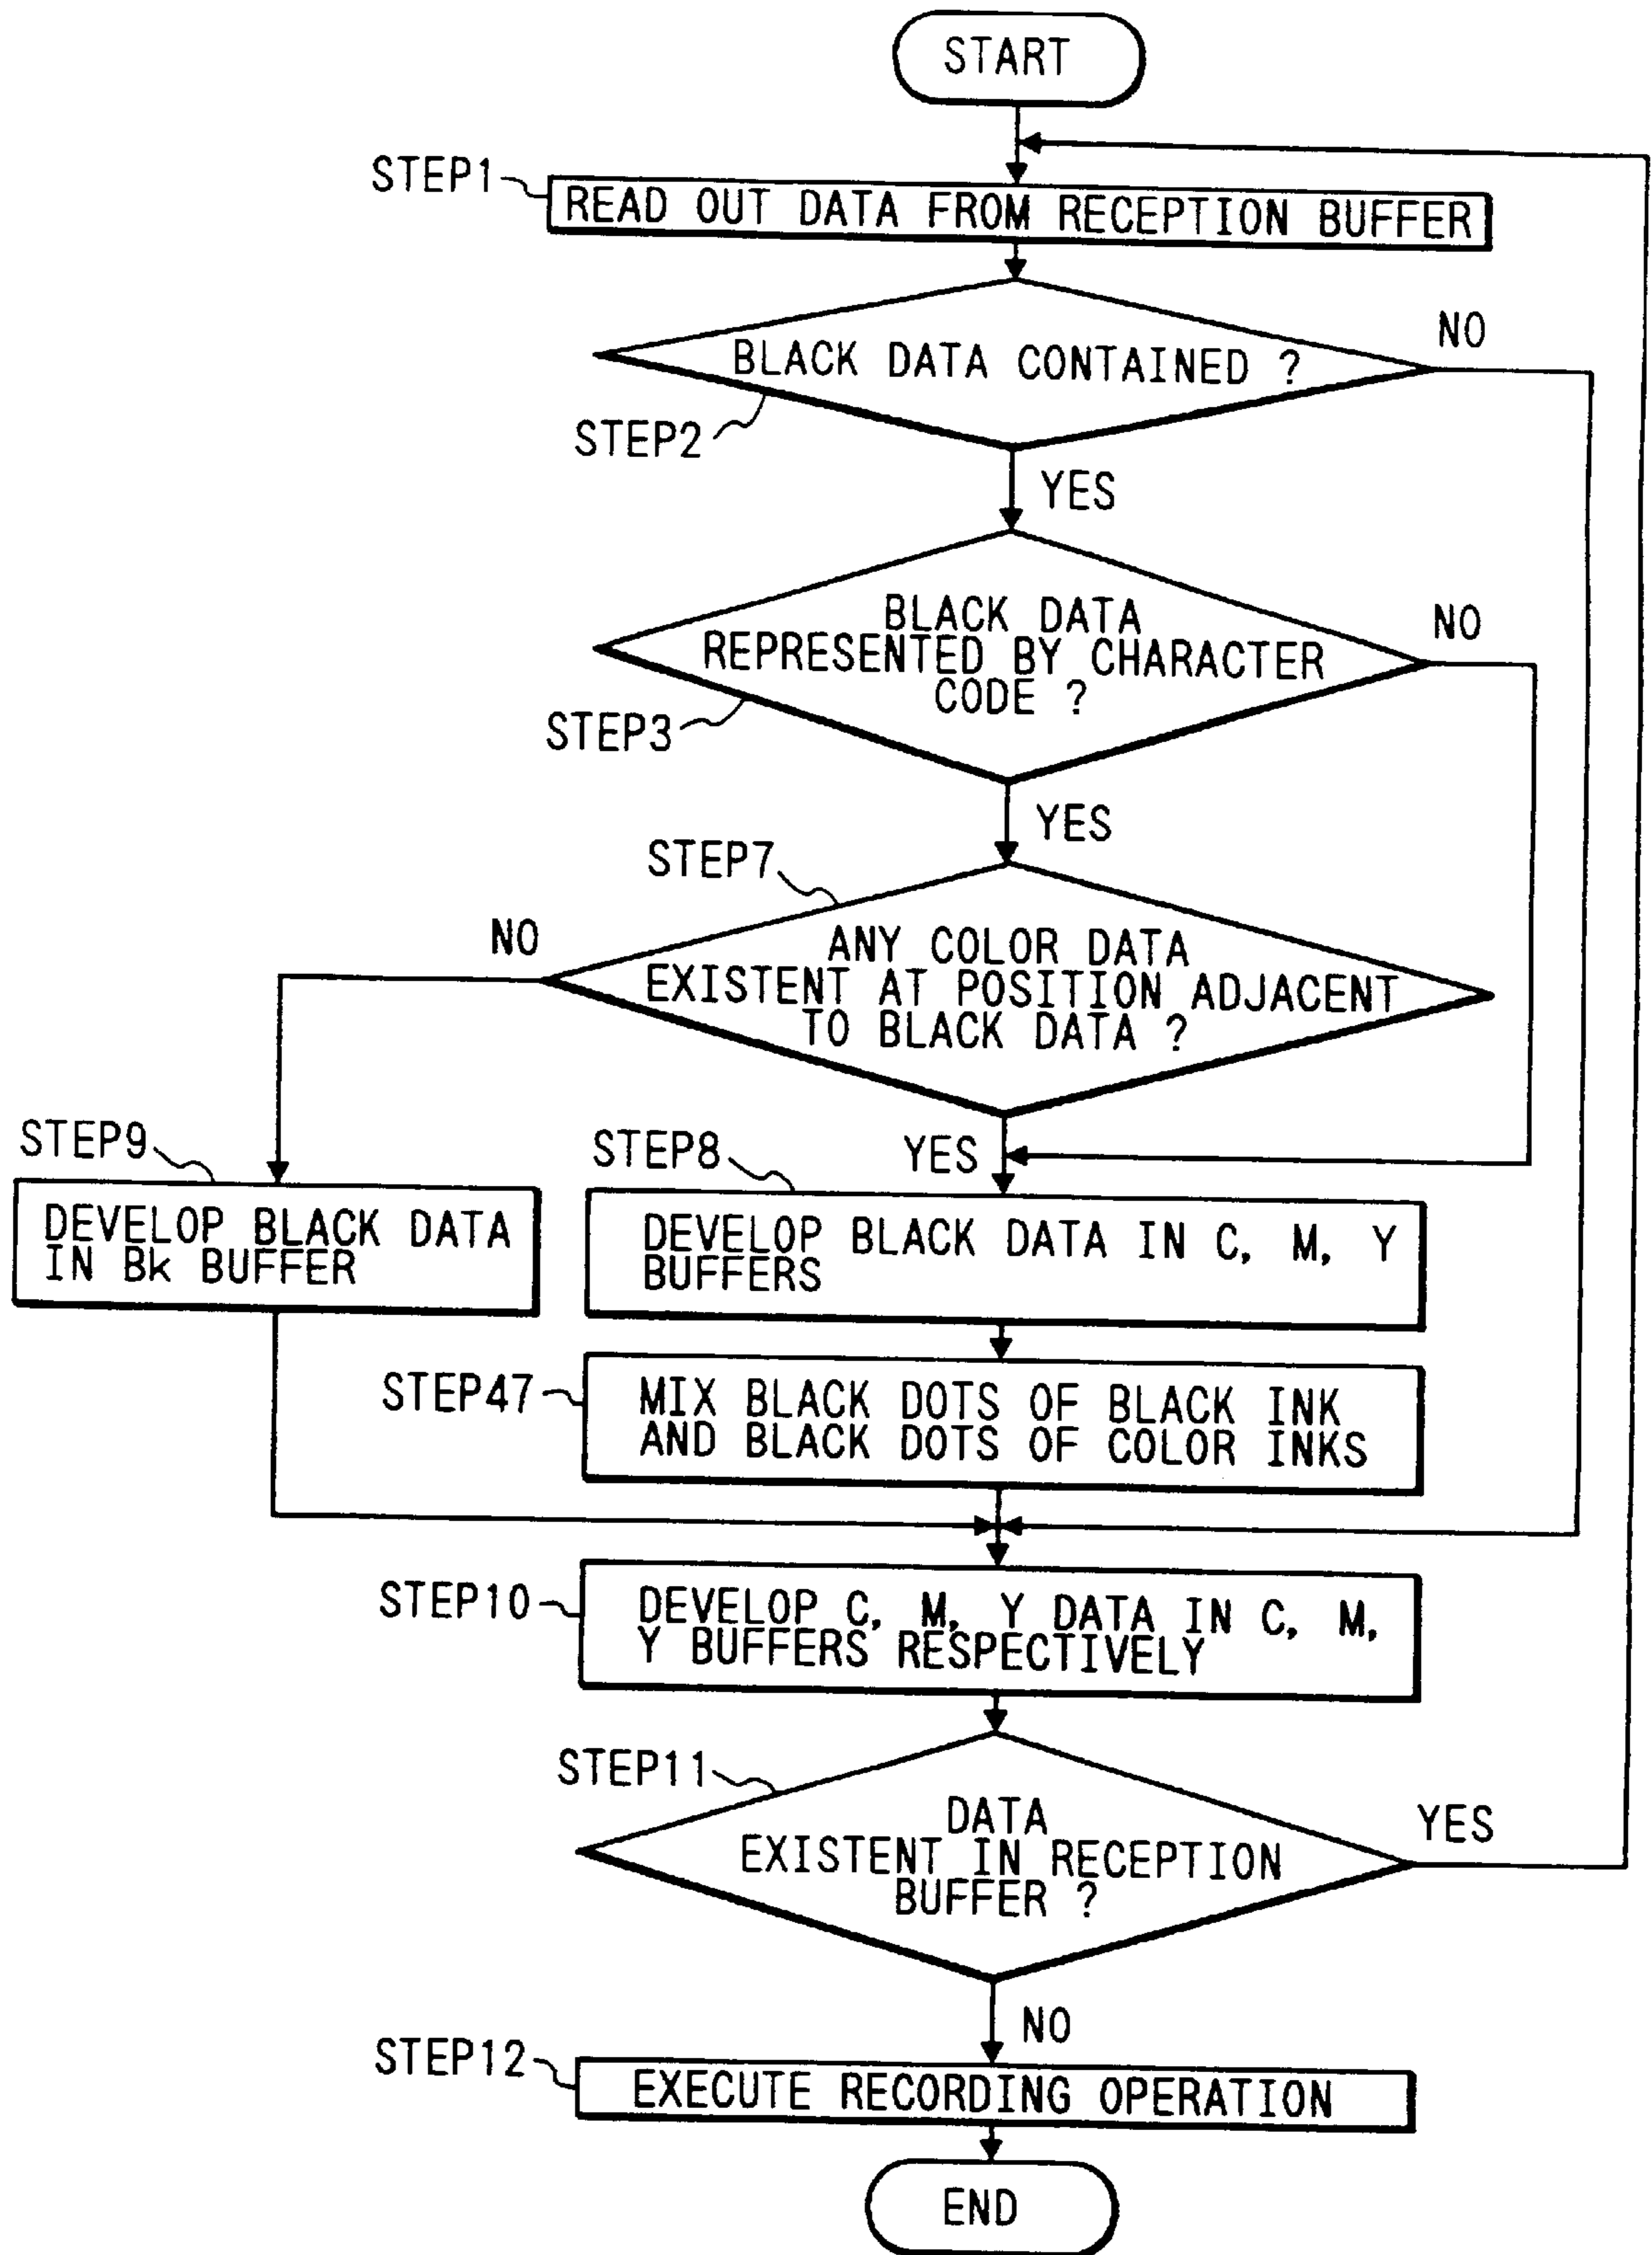 START
STEP1
READ OUT DATA FROM RECEPTION BUFFER
BLACK DATA CONTAINED ?
NO
STEP2
YES
BLACK DATA
REPRESENTED BY CHARACTER
CODE ?
NO
STEP3
YES
STEP7
NO
ANY COLOR DATA
EXISTENT AT POSITION ADJACENT
TO BLACK DATA ?
STEP9
STEP8
YES
DEVELOP BLACK DATA
IN Bk BUFFER
DEVELOP BLACK DATA IN C, M, Y
BUFFERS
STEP47
MIX BLACK DOTS OF BLACK INK
AND BLACK DOTS OF COLOR INKS
STEP10
DEVELOP C, M, Y DATA IN C, M,
Y BUFFERS RESPECTIVELY
STEP11
DATA
EXISTENT IN RECEPTION
BUFFER ?
YES
NO
STEP12
EXECUTE RECORDING OPERATION
END